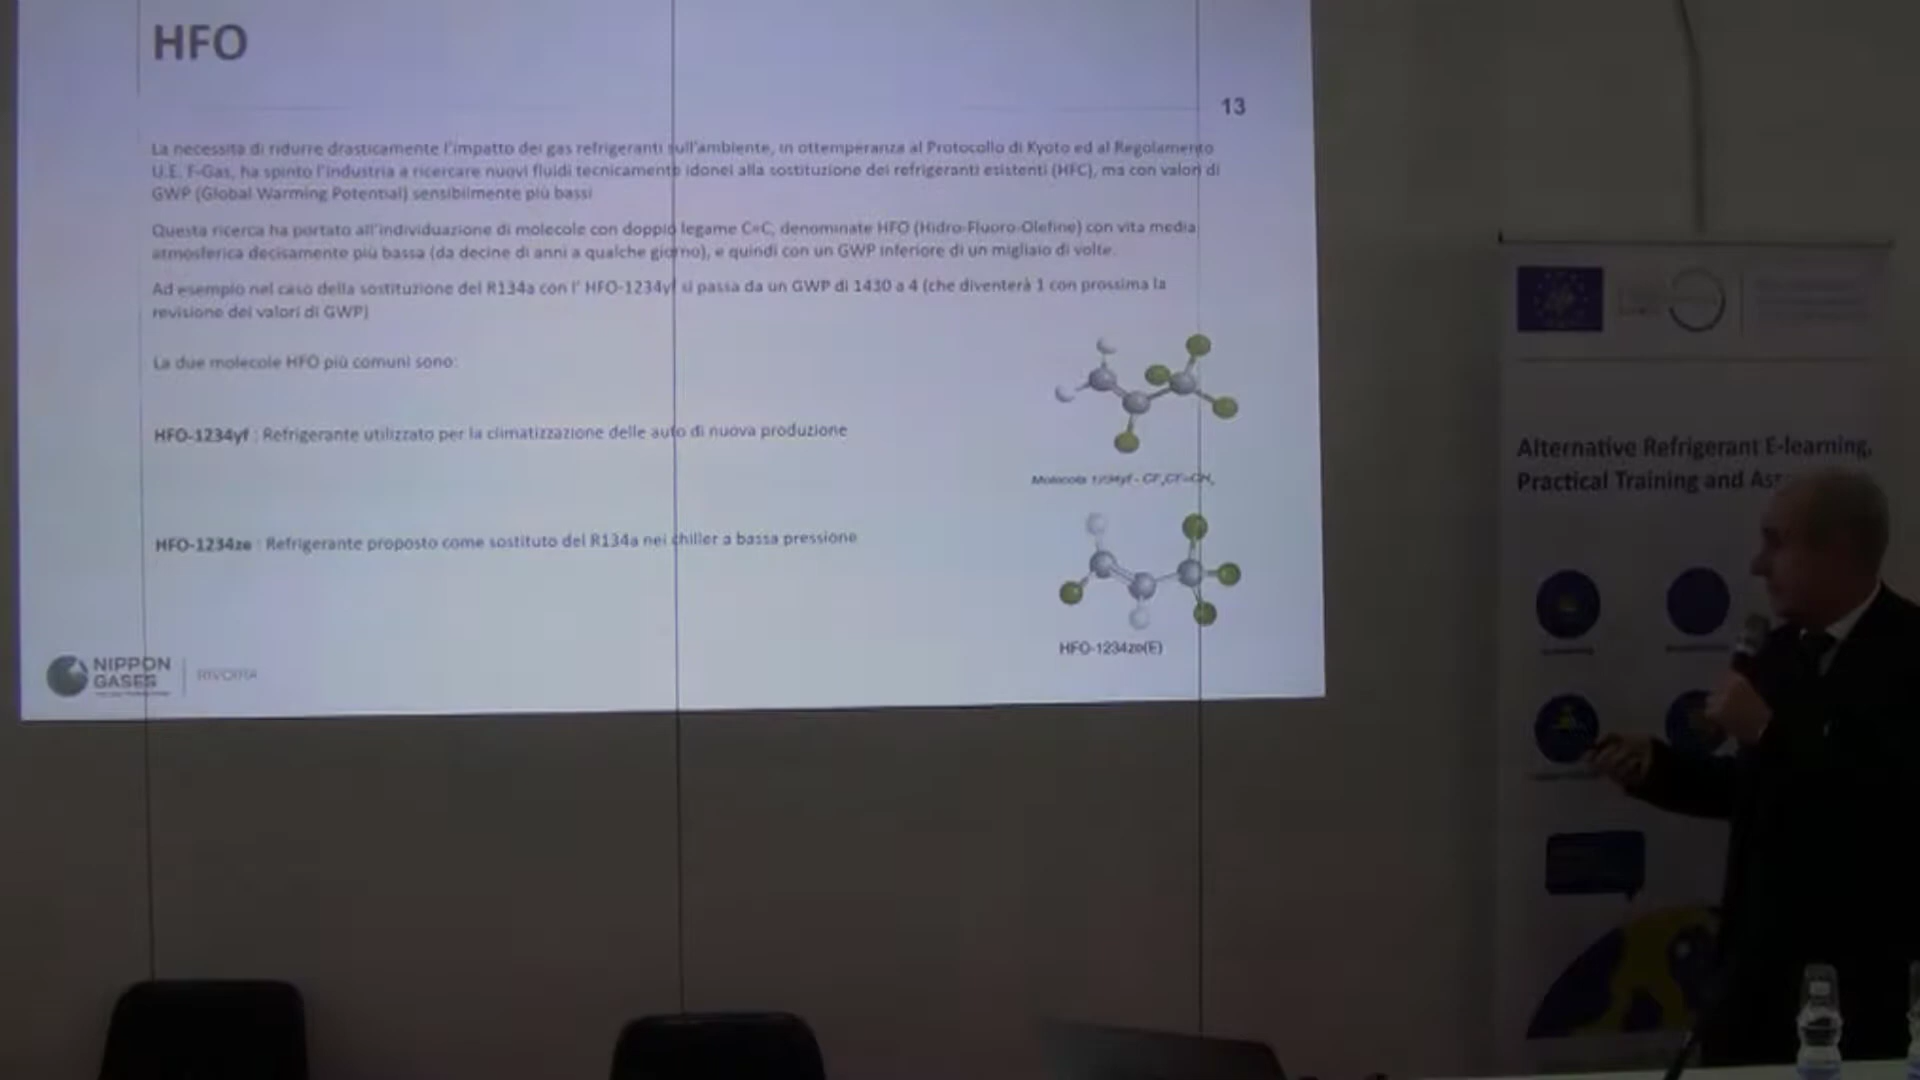 HFO
13
La necessità di ridurre drasticamente l'impatto dei gas refrigeranti sull'ambiente, in ottemperanza al Protocollo di Kyoto ed al Regolamento
U.E. F-Gas, ha spinto l'industria a ricercare nuovi fluidi tecnicamente idonei alla sostituzione dei refrigeranti esistenti (HFC), ma con valori di
GWP (Global Warming Potential) sensibilmente più bassi
Questa ricerca ha portato all'individuazione di molecole con doppio legame C=C, denominate HFO (Hidro-Fluoro-Olefine) con vita media
atmosferica decisamente più bassa (da decine di anni a qualche giorno), e quindi con un GWP inferiore di un migliaio di volte.
Ad esempio nel caso della sostituzione del R134a con l' HFO-1234yf si passa da un GWP di 1430 a 4 (che diventerà 1 con prossima la
revisione dei valori di GWP)
La due molecole HFO più comuni sono:
HFO-1234yf : Refrigerante utilizzato per la climatizzazione delle auto di nuova produzione
Molecola 1234yf - CF₃CF=CH₂
HFO-1234ze : Refrigerante proposto come sostituto del R134a nei chiller a bassa pressione
HFO-1234ze(E)
NIPPON
GASES
RIVOIRA
Alternative Refrigerant E-learning,
Practical Training and